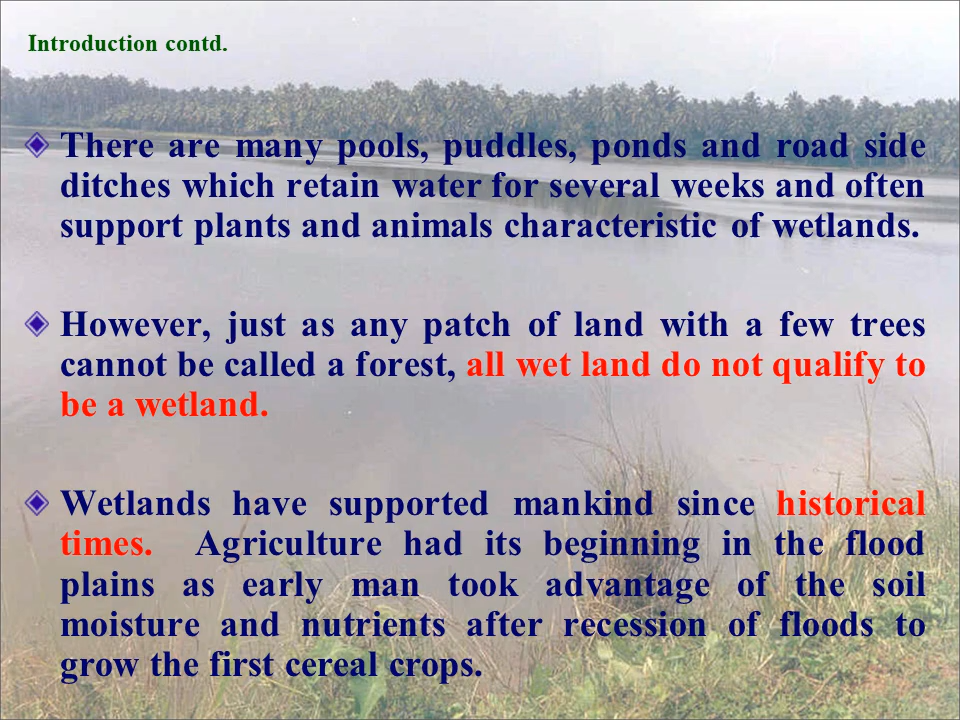 Introduction contd.
There are many pools, puddles, ponds and road side
ditches which retain water for several weeks and often
support plants and animals characteristic of wetlands.
However, just as any patch of land with a few trees
cannot be called a forest, all wet land do not qualify to
be a wetland.
Wetlands have supported mankind since historical
times. Agriculture had its beginning in the flood
plains as early man took advantage of the soil
moisture and nutrients after recession of floods to
grow the first cereal crops.